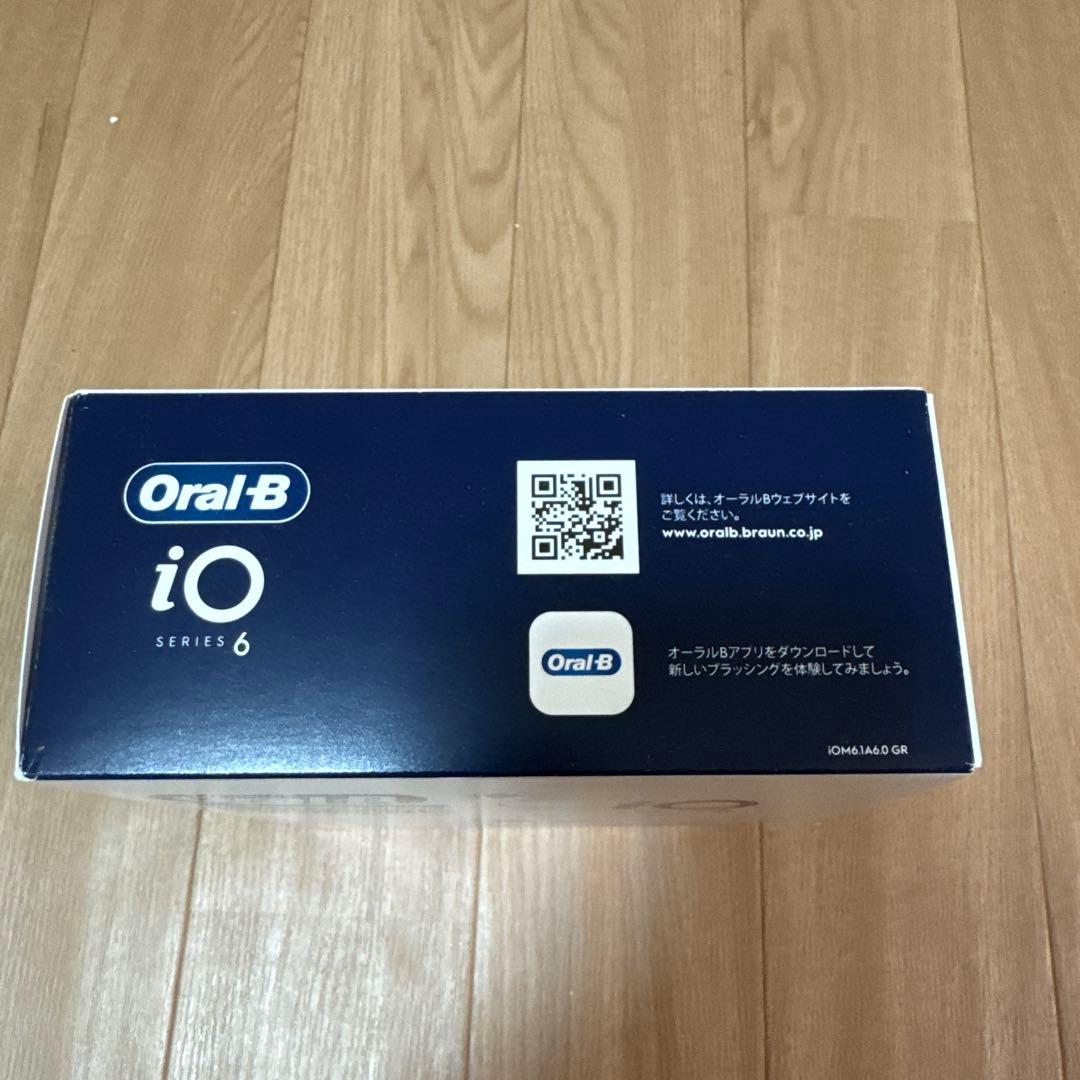 Oral-B
iO
SERIES 6
詳しくは、オーラルBウェブサイトを
ご覧ください。
www.oralb.braun.co.jp
Oral-B
オーラルBアプリをダウンロードして
新しいブラッシングを体験してみましょう。
iOM6.1A6.0 GR
iO